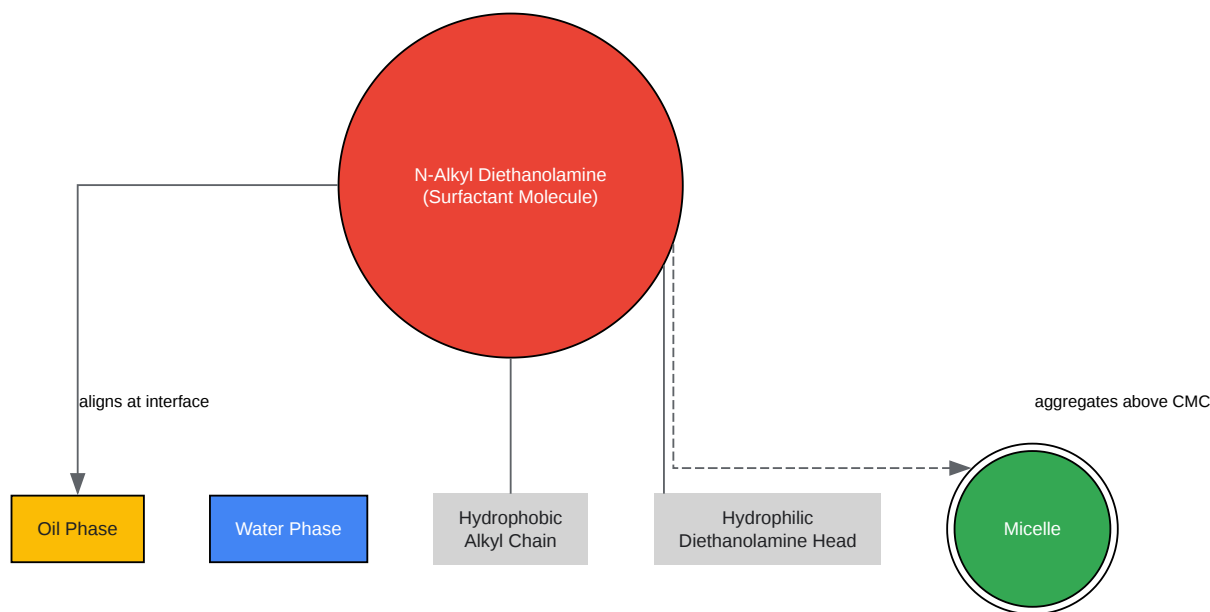 N-Alkyl Diethanolamine
(Surfactant Molecule)
aligns at interface
aggregates above CMC
Oil Phase
Water Phase
Hydrophobic
Alkyl Chain
Hydrophilic
Diethanolamine Head
Micelle